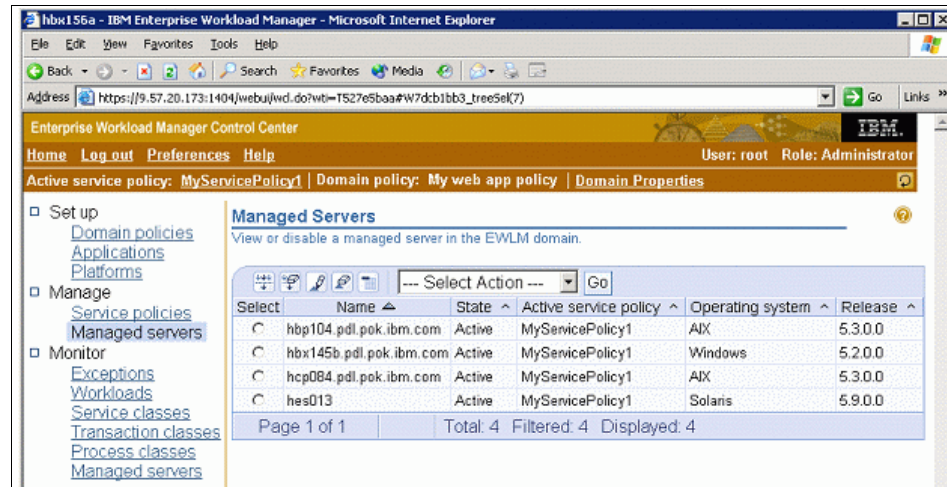 hbx156a - IBM Enterprise Workload Manager - Microsoft Internet Explorer
File Edit View Favorites Tools Help
Back Search Favorites Media
Address https://9.57.20.173:1404/webui/wcl.do?wti=T527e5baa#W7dcb1bb3_treeSel(7) Go Links »
Enterprise Workload Manager Control Center IBM.
Home Log out Preferences Help User: root Role: Administrator
Active service policy: MyServicePolicy1 | Domain policy: My web app policy | Domain Properties
Set up
Domain policies
Applications
Platforms
Manage
Service policies
Managed servers
Monitor
Exceptions
Workloads
Service classes
Transaction classes
Process classes
Managed servers
Managed Servers
View or disable a managed server in the EWLM domain.
--- Select Action --- Go
Select Name State Active service policy Operating system Release
hbp104.pdl.pok.ibm.com Active MyServicePolicy1 AIX 5.3.0.0
hbx145b.pdl.pok.ibm.com Active MyServicePolicy1 Windows 5.2.0.0
hcp084.pdl.pok.ibm.com Active MyServicePolicy1 AIX 5.3.0.0
hes013 Active MyServicePolicy1 Solaris 5.9.0.0
Page 1 of 1 Total: 4 Filtered: 4 Displayed: 4